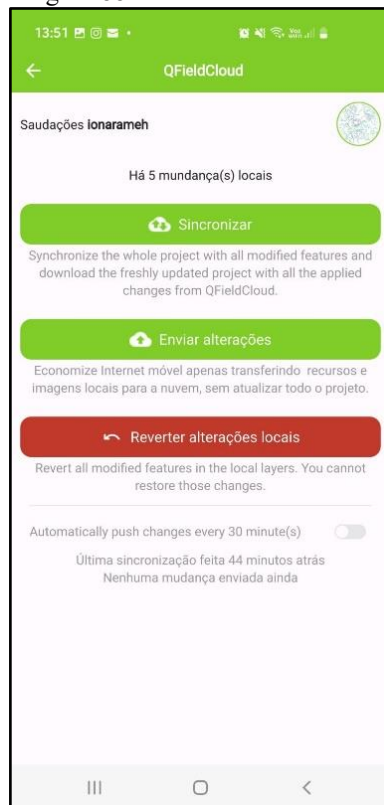 13:51
QFieldCloud
Saudações ionarameh
Há 5 mundança(s) locais
Sincronizar
Synchronize the whole project with all modified features and
download the freshly updated project with all the applied
changes from QFieldCloud.
Enviar alterações
Economize Internet móvel apenas transferindo recursos e
imagens locais para a nuvem, sem atualizar todo o projeto.
Reverter alterações locais
Revert all modified features in the local layers. You cannot
restore those changes.
Automatically push changes every 30 minute(s)
Última sincronização feita 44 minutos atrás
Nenhuma mudança enviada ainda